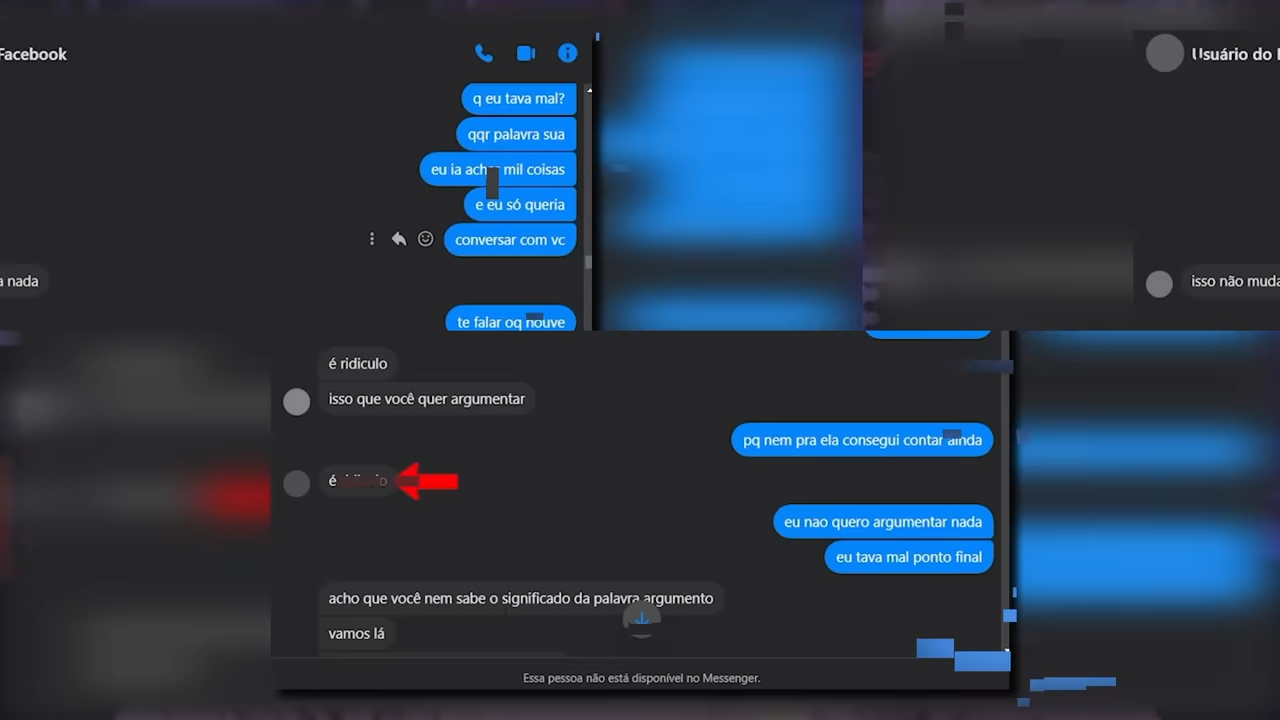 Facebook
q eu tava mal?
qqr palavra sua
eu ia achar mil coisas
e eu só queria
conversar com vc
a nada
te falar oq houve
Usuário do
isso não muda
é ridiculo
isso que você quer argumentar
pq nem pra ela consegui contar ainda
é
eu nao quero argumentar nada
eu tava mal ponto final
acho que você nem sabe o significado da palavra argumento
vamos lá
Essa pessoa não está disponível no Messenger.